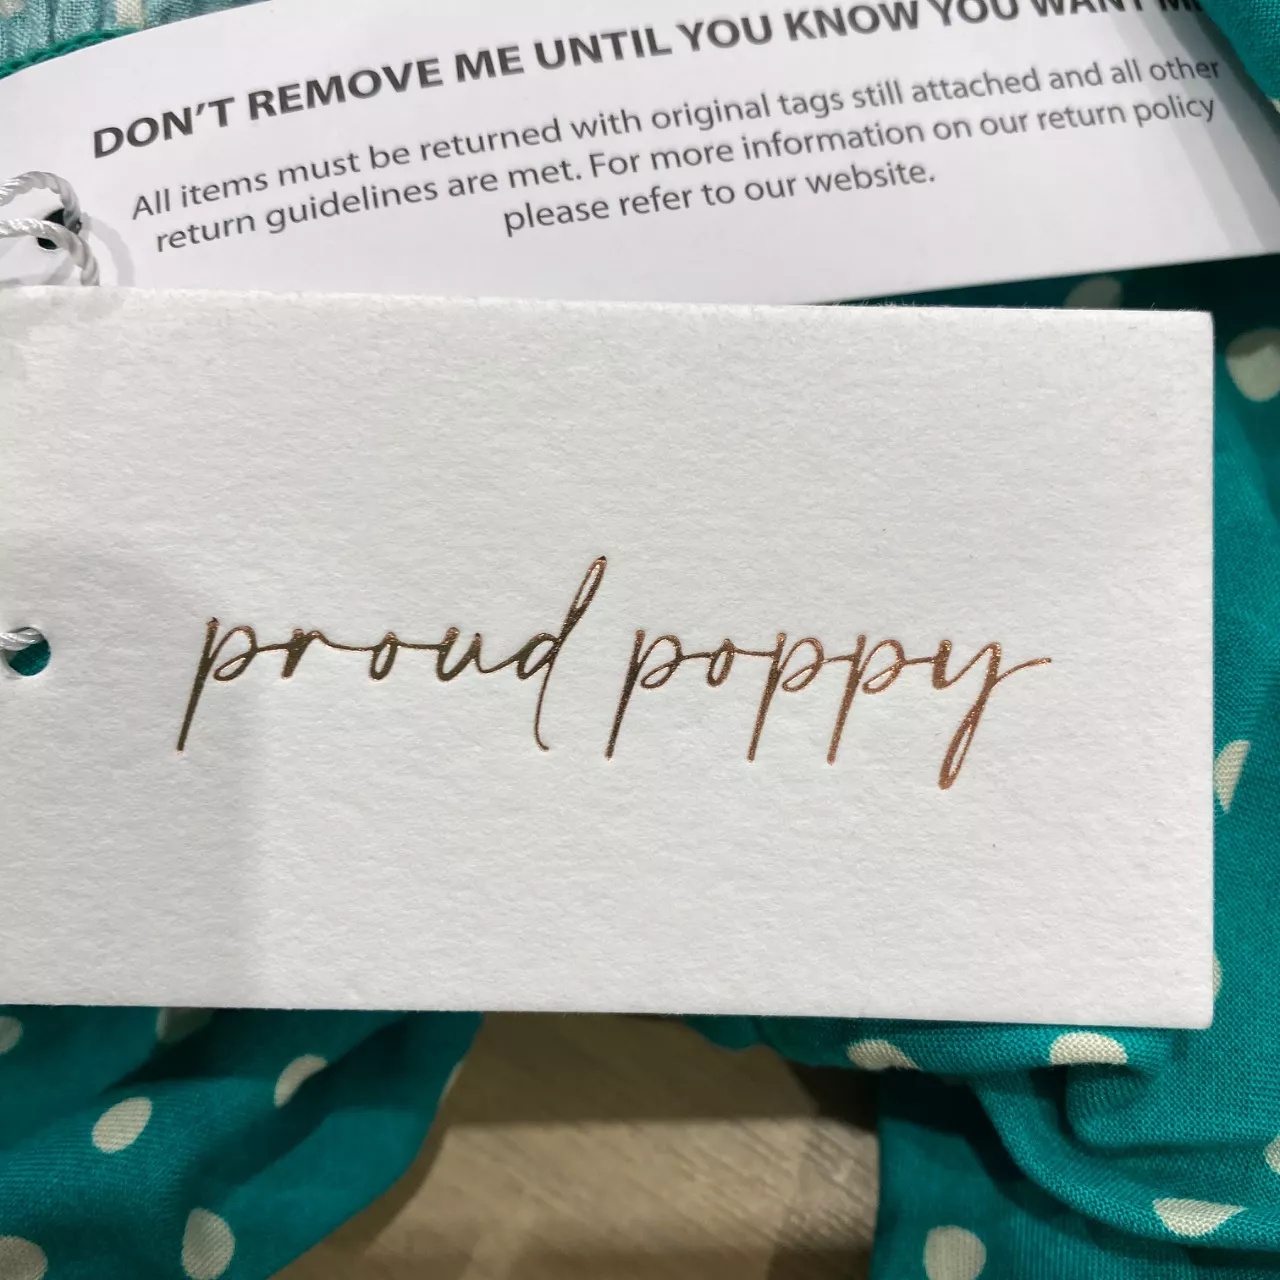 DON'T REMOVE ME UNTIL YOU KNOW YOU WANT ME
All items must be returned with original tags still attached and all other
return guidelines are met. For more information on our return policy
please refer to our website.
proud poppy